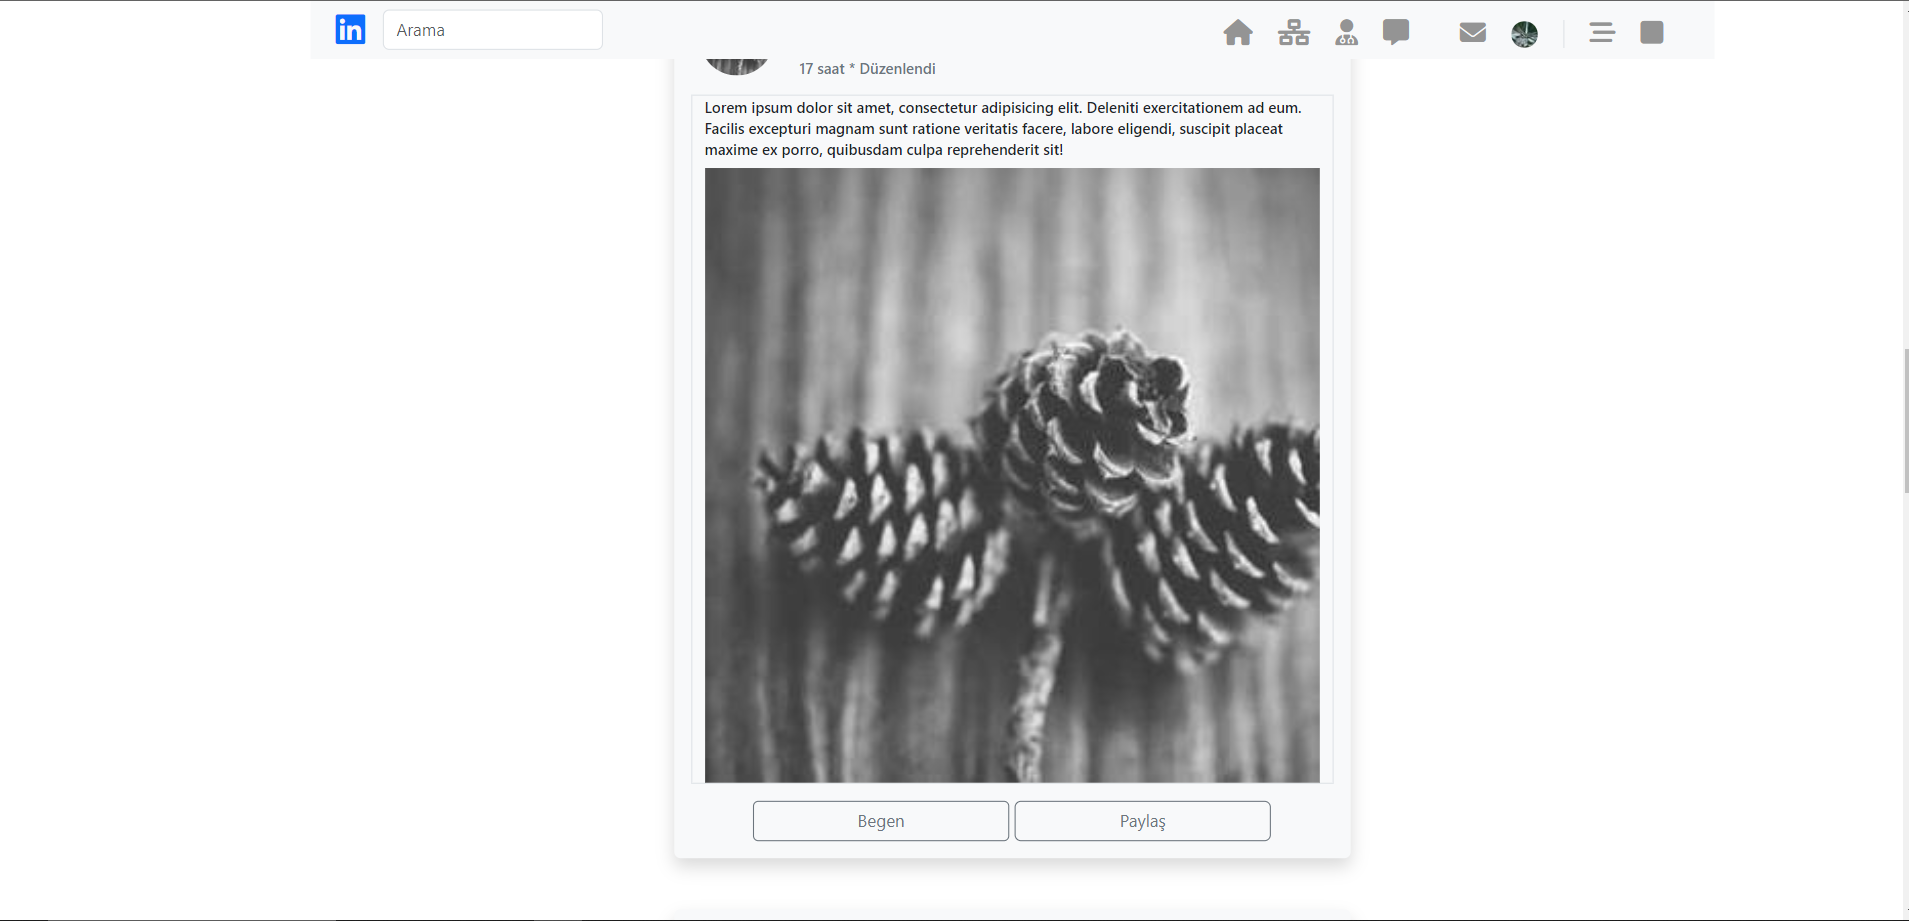 in
Arama
17 saat * Düzenlendi
Lorem ipsum dolor sit amet, consectetur adipisicing elit. Deleniti exercitationem ad eum.
Facilis excepturi magnam sunt ratione veritatis facere, labore eligendi, suscipit placeat
maxime ex porro, quibusdam culpa reprehenderit sit!
Begen
Paylaş